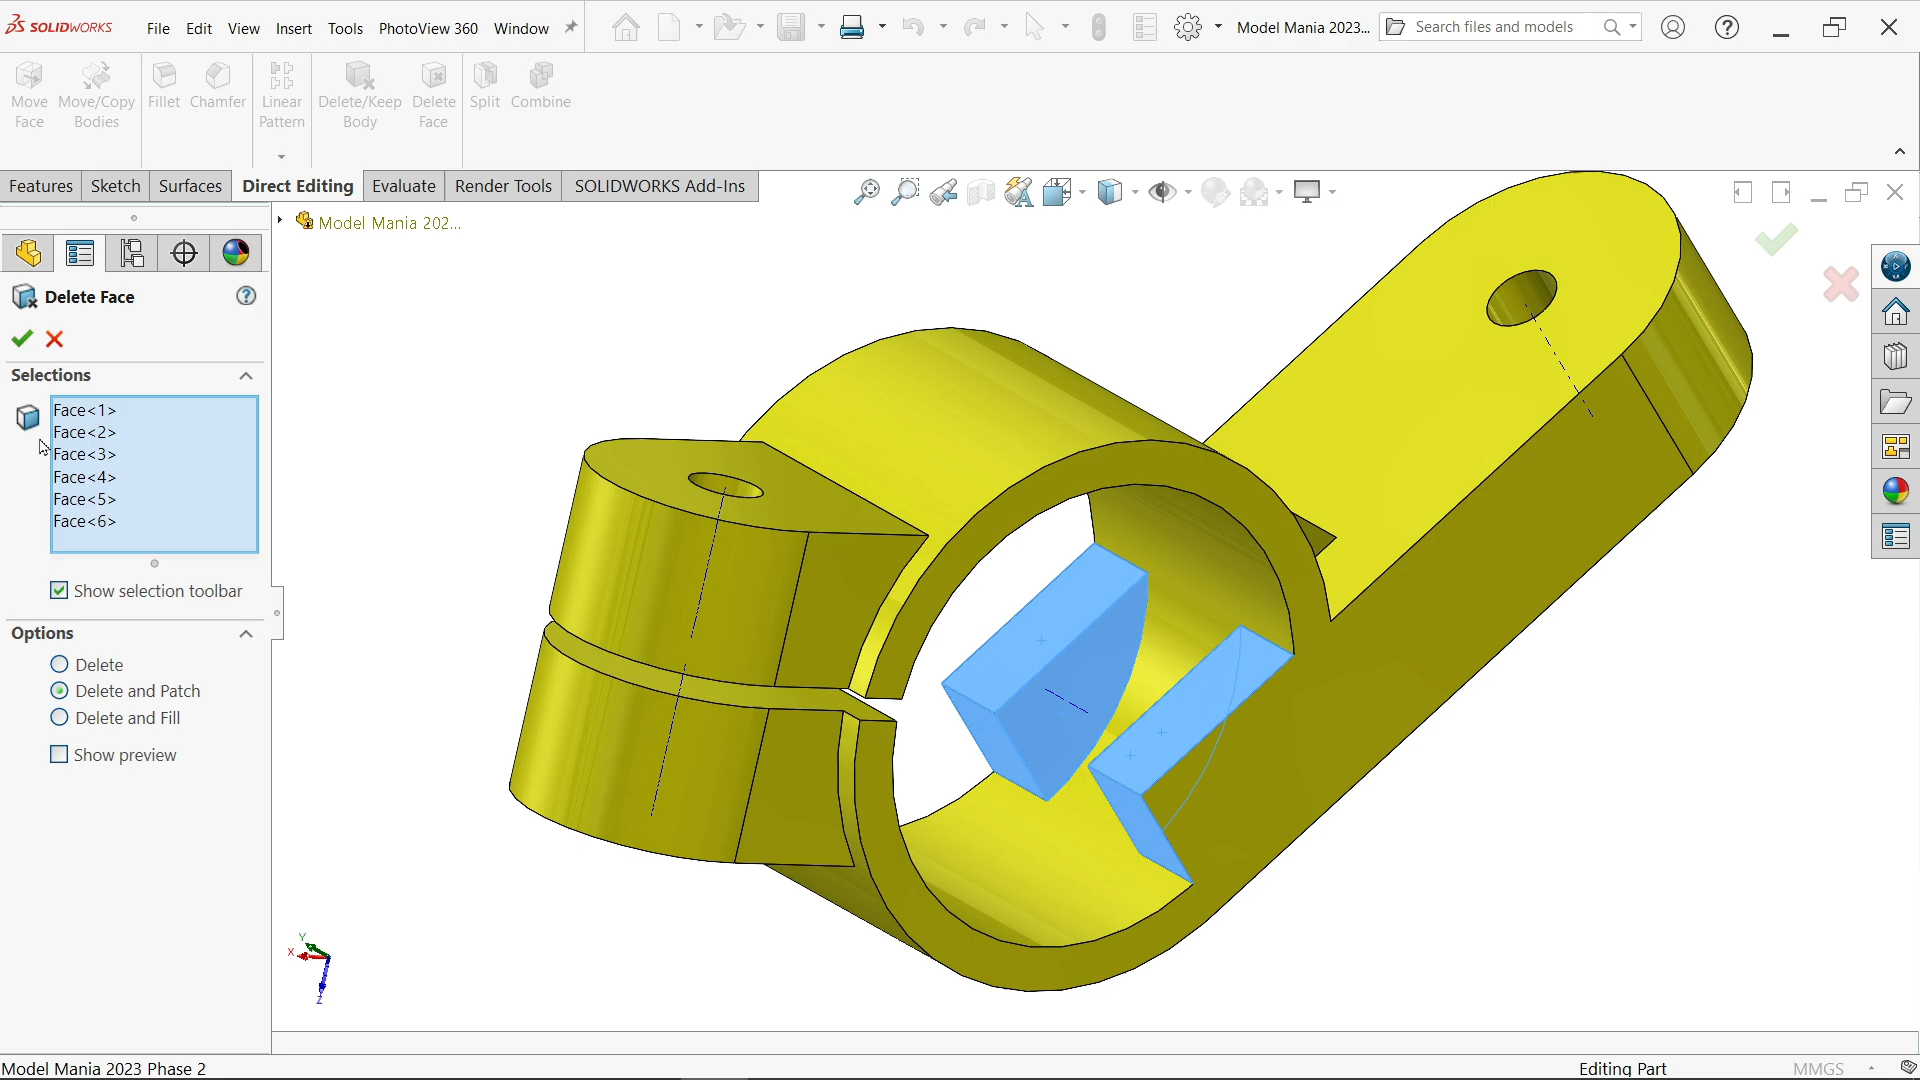 SOLIDWORKS File Edit View Insert Tools PhotoView 360 Window Model Mania 2023... Search files and models
Move Face Move/Copy Bodies Fillet Chamfer Linear Pattern Delete/Keep Body Delete Face Split Combine
Features Sketch Surfaces Direct Editing Evaluate Render Tools SOLIDWORKS Add-Ins
Model Mania 202...
Delete Face
Selections
Face<1>
Face<2>
Face<3>
Face<4>
Face<5>
Face<6>
Show selection toolbar
Options
Delete
Delete and Patch
Delete and Fill
Show preview
Y
X
Z
Model Mania 2023 Phase 2 Editing Part MMGS